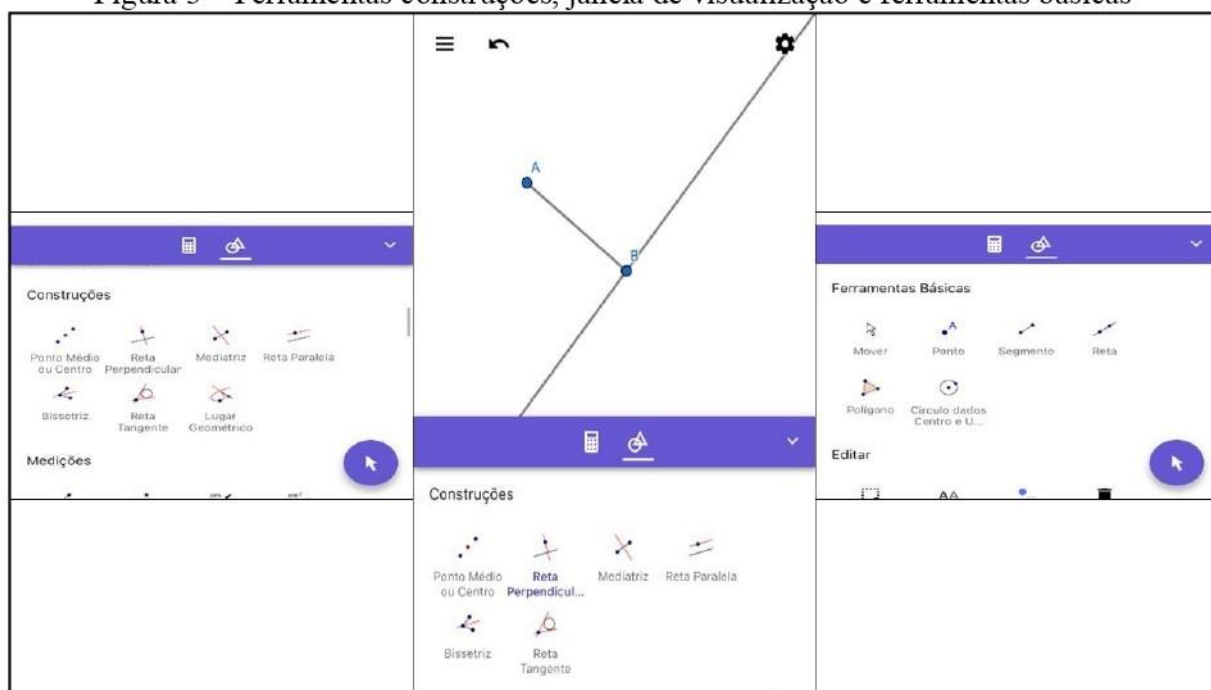 Figura 3 – Ferramentas construções, janela de visualização e ferramentas básicas
Construções
Ponto Médio ou Centro
Reta Perpendicular
Mediatriz
Reta Paralela
Bissetriz
Reta Tangente
Lugar Geométrico
Medições
A
B
Construções
Ponto Médio ou Centro
Reta Perpendicul...
Mediatriz
Reta Paralela
Bissetriz
Reta Tangente
Ferramentas Básicas
Mover
Ponto
Segmento
Reta
Polígono
Círculo dados Centro e U...
Editar
AA